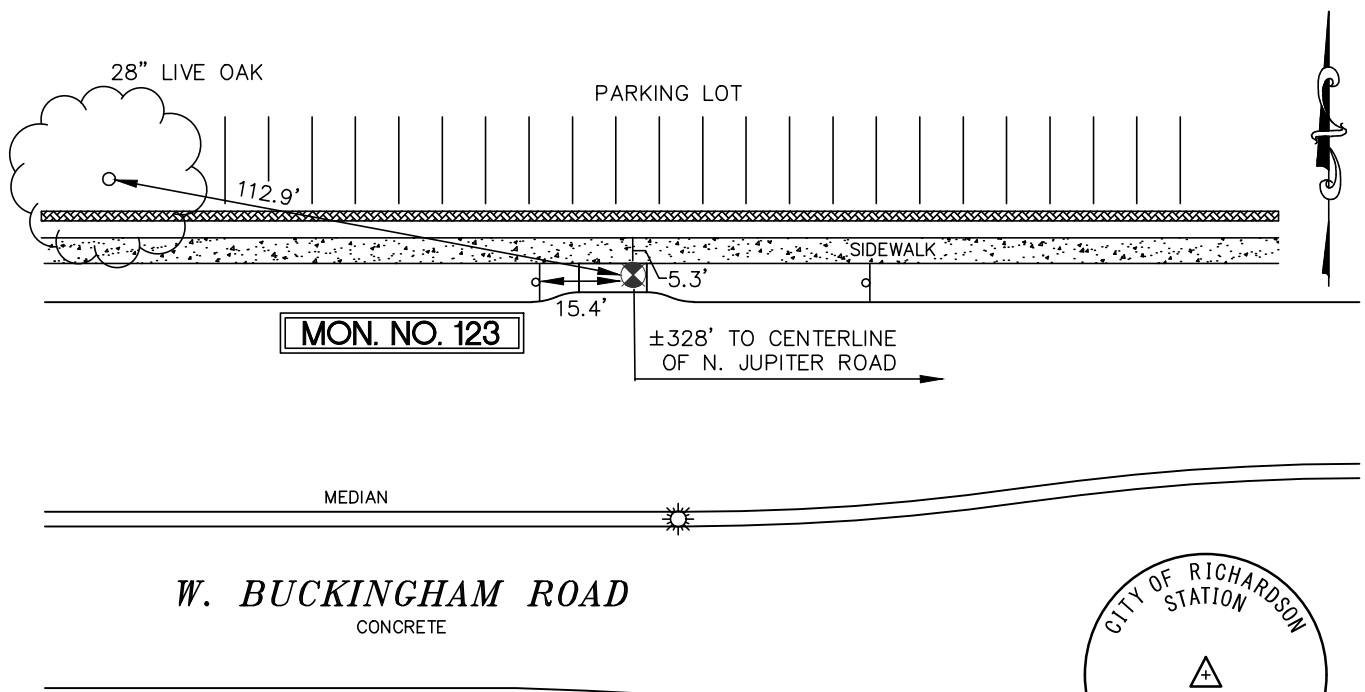 28” LIVE OAK
PARKING LOT
112.9’
SIDEWALK
5.3’
15.4’
MON. NO. 123
±328’ TO CENTERLINE
OF N. JUPITER ROAD
MEDIAN
W. BUCKINGHAM ROAD
CONCRETE
CITY OF RICHARDSON
STATION